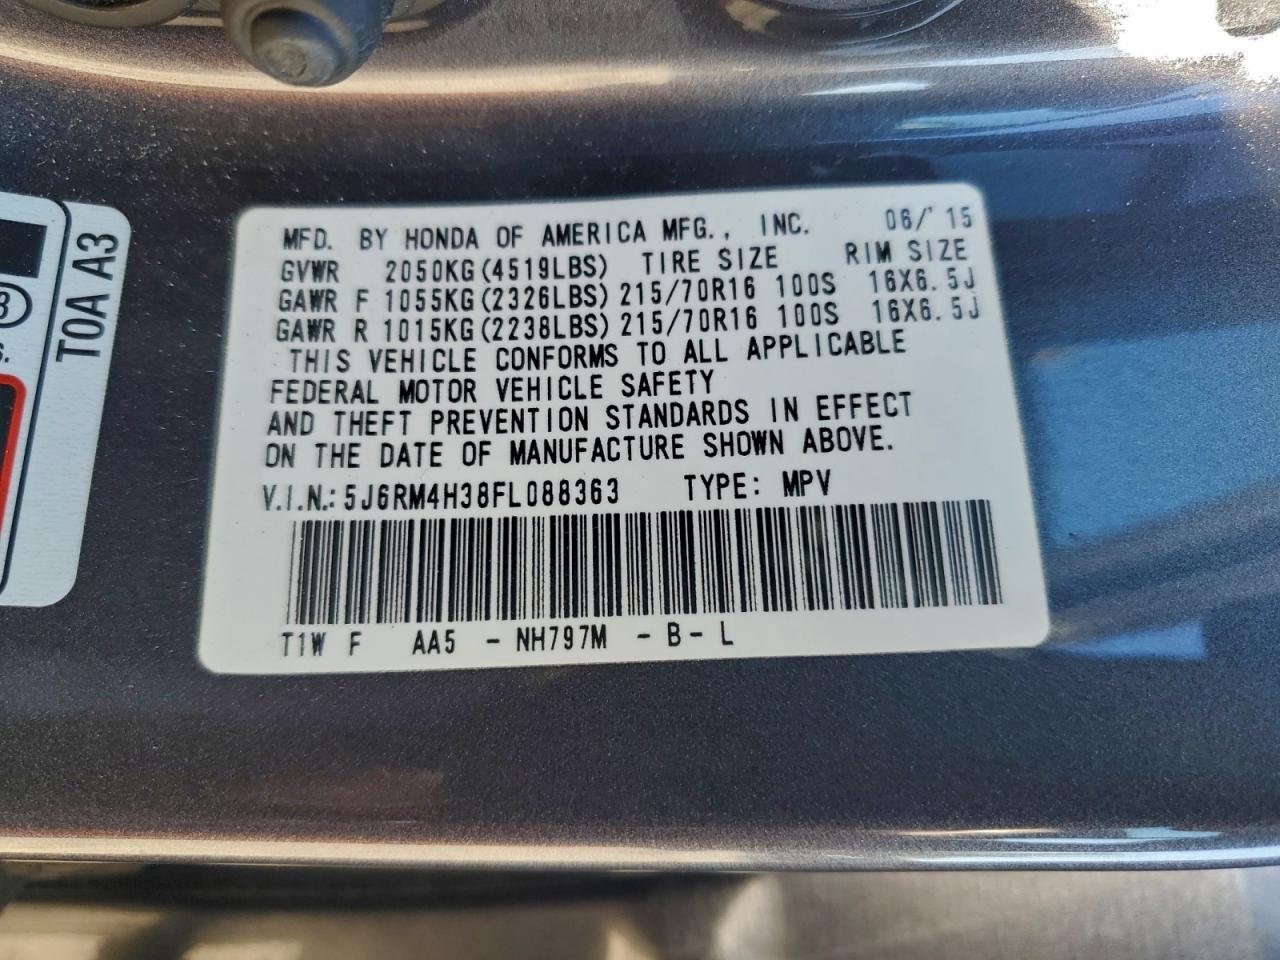 MFD. BY HONDA OF AMERICA MFG., INC. 06/'15
GVWR 2050KG(4519LBS) TIRE SIZE RIM SIZE
GAWR F 1055KG(2326LBS)215/70R16 100S 16X6.5J
GAWR R 1015KG(2238LBS)215/70R16 100S 16X6.5J
THIS VEHICLE CONFORMS TO ALL APPLICABLE
FEDERAL MOTOR VEHICLE SAFETY
AND THEFT PREVENTION STANDARDS IN EFFECT
ON THE DATE OF MANUFACTURE SHOWN ABOVE.
V.I.N.: 5J6RM4H38FL088363 TYPE: MPV
T1W F AA5 - NH797M - B - L
T0A A3